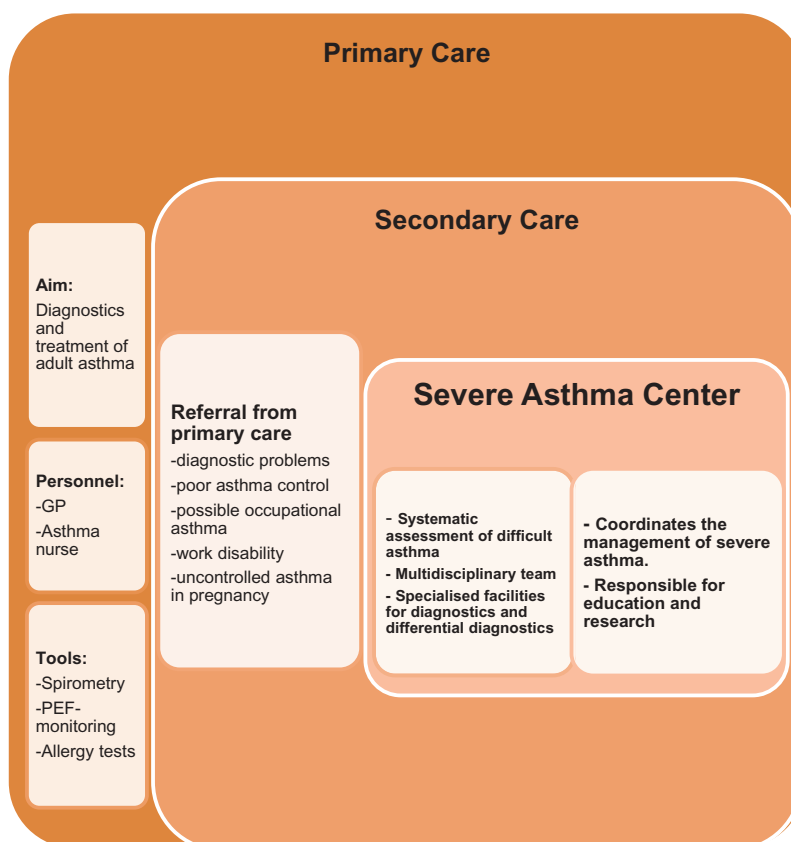 Primary Care
Secondary Care
Severe Asthma Center
Aim:
Diagnostics
and
treatment of
adult asthma
Personnel:
-GP
-Asthma
nurse
Tools:
-Spirometry
-PEF-
monitoring
-Allergy tests
Referral from
primary care
-diagnostic problems
-poor asthma control
-possible occupational
asthma
-work disability
-uncontrolled asthma
in pregnancy
- Systematic
assessment of difficult
asthma
- Multidisciplinary team
- Specialised facilities
for diagnostics and
differential diagnostics
- Coordinates the
management of severe
asthma.
- Responsible for
education and
research